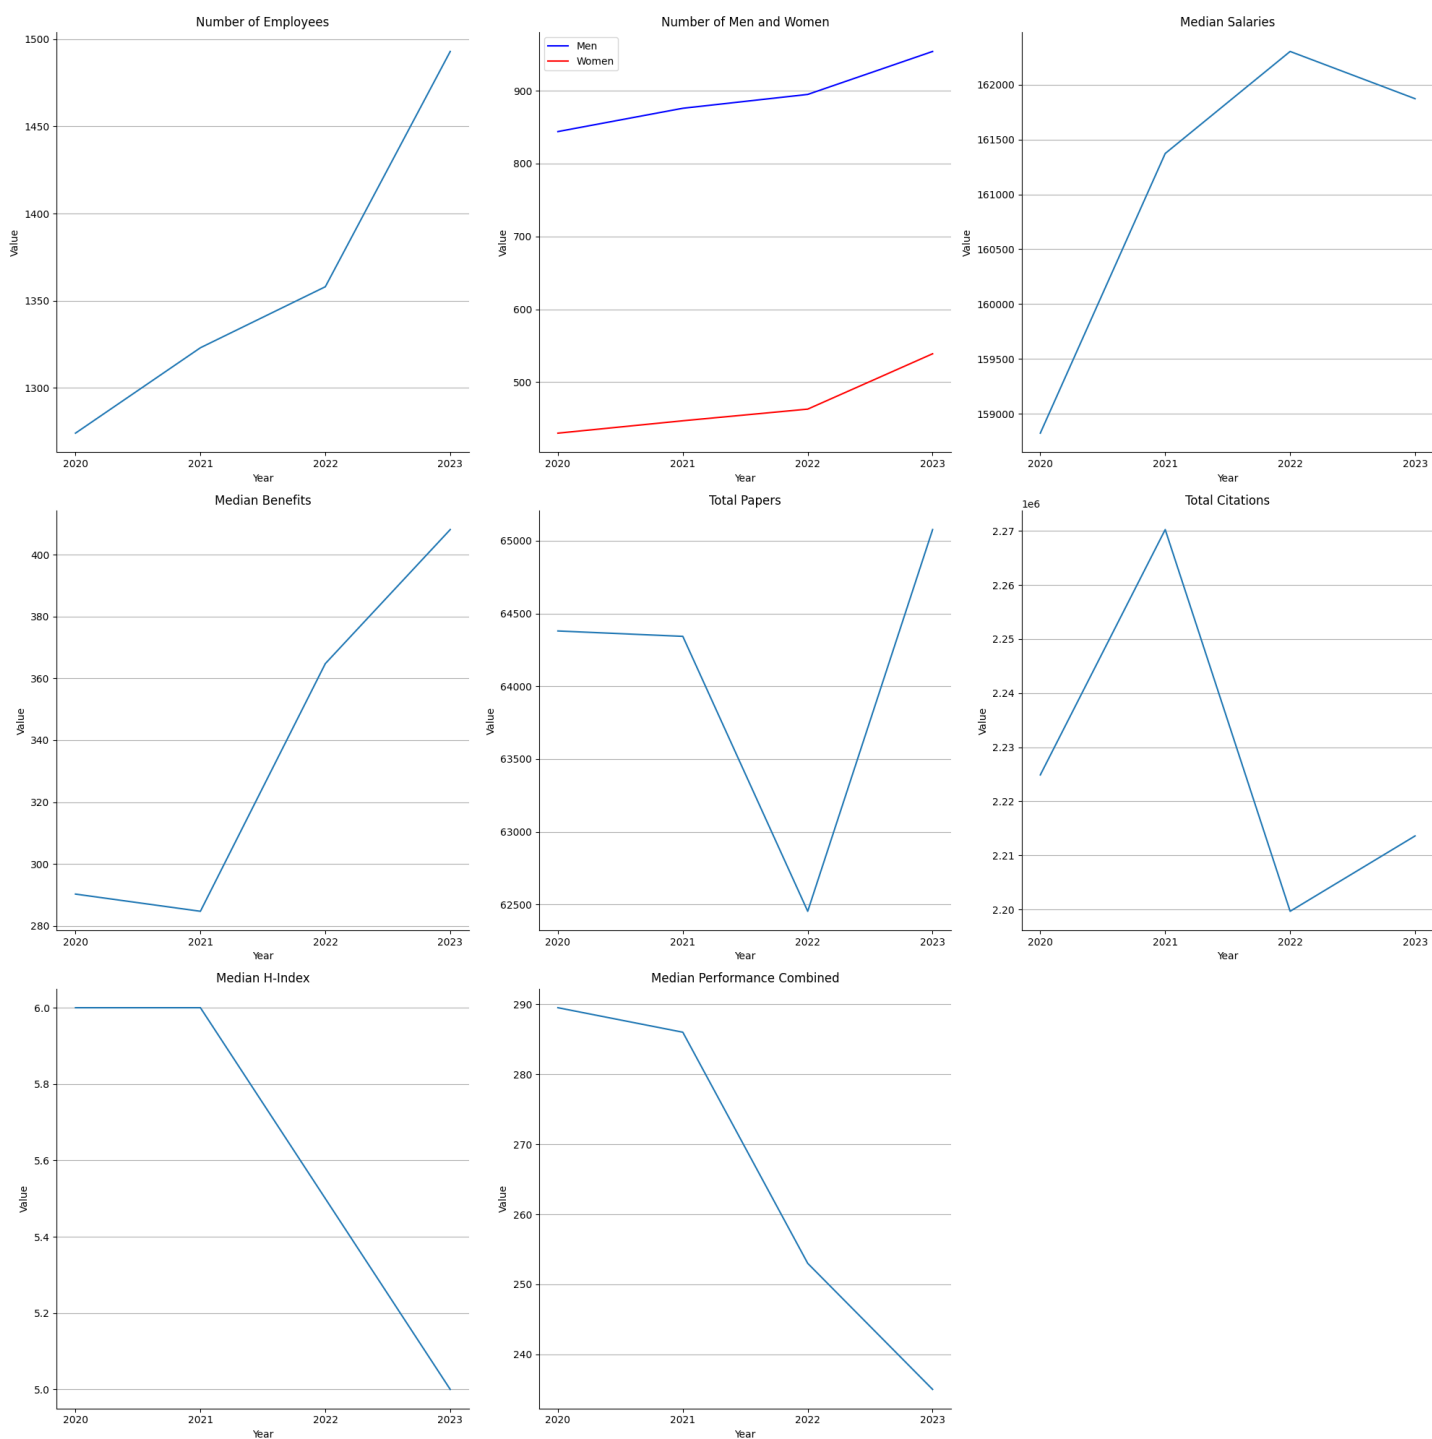 Number of Employees
1500
1450
1400
1350
1300
Value
2020 2021 2022 2023
Year
Number of Men and Women
Men
Women
900
800
700
600
500
Value
2020 2021 2022 2023
Year
Median Salaries
162000
161500
161000
160500
160000
159500
159000
Value
2020 2021 2022 2023
Year
Median Benefits
400
380
360
340
320
300
280
Value
2020 2021 2022 2023
Year
Total Papers
65000
64500
64000
63500
63000
62500
Value
2020 2021 2022 2023
Year
Total Citations
1e6
2.27
2.26
2.25
2.24
2.23
2.22
2.21
2.20
Value
2020 2021 2022 2023
Year
Median H-Index
6.0
5.8
5.6
5.4
5.2
5.0
Value
2020 2021 2022 2023
Year
Median Performance Combined
290
280
270
260
250
240
Value
2020 2021 2022 2023
Year